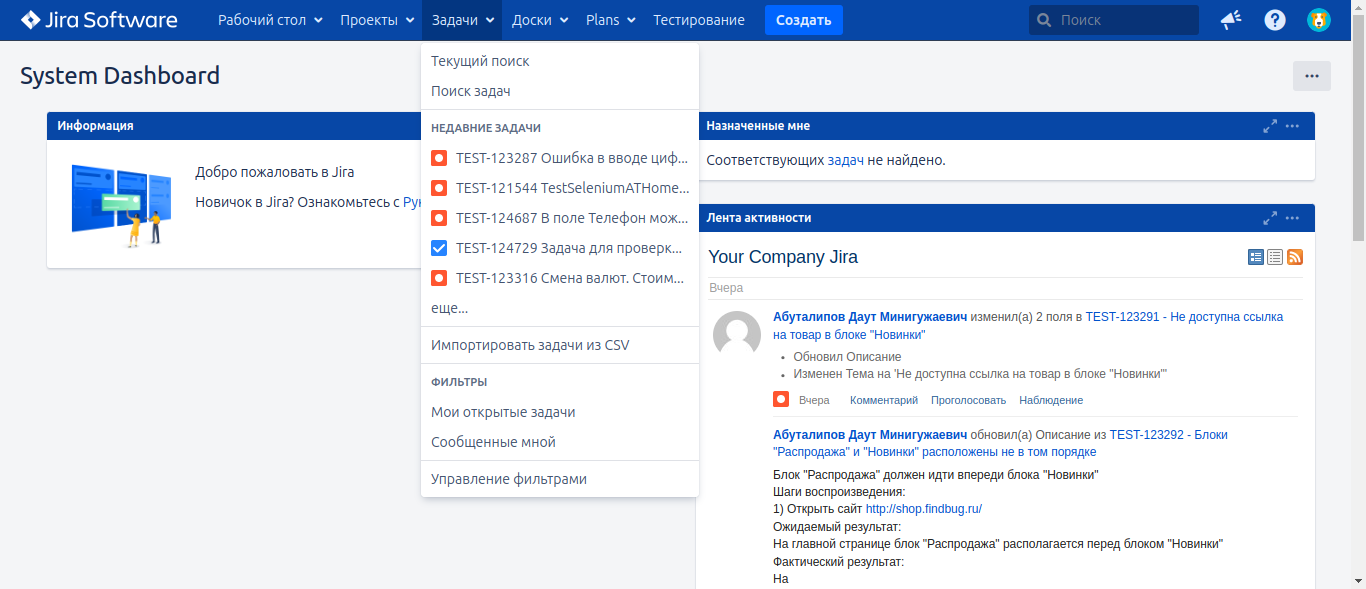 Jira Software
Рабочий стол
Проекты
Задачи
Доски
Plans
Тестирование
Создать
Поиск
System Dashboard
Информация
Добро пожаловать в Jira
Новичок в Jira? Ознакомьтесь с Рук
Текущий поиск
Поиск задач
НЕДАВНИЕ ЗАДАЧИ
TEST-123287 Ошибка в вводе циф...
TEST-121544 TestSeleniumATHome...
TEST-124687 В поле Телефон мож...
TEST-124729 Задача для проверк...
TEST-123316 Смена валют. Стоим...
еще...
Импортировать задачи из CSV
ФИЛЬТРЫ
Мои открытые задачи
Сообщенные мной
Управление фильтрами
Назначенные мне
Соответствующих задач не найдено.
Лента активности
Your Company Jira
Вчера
Абуталипов Даут Минигужаевич изменил(а) 2 поля в TEST-123291 - Не доступна ссылка
на товар в блоке "Новинки"
Обновил Описание
Изменен Тема на 'Не доступна ссылка на товар в блоке "Новинки"'
Вчера Комментарий Проголосовать Наблюдение
Абуталипов Даут Минигужаевич обновил(а) Описание из TEST-123292 - Блоки
"Распродажа" и "Новинки" расположены не в том порядке
Блок "Распродажа" должен идти впереди блока "Новинки"
Шаги воспроизведения:
1) Открыть сайт http://shop.findbug.ru/
Ожидаемый результат:
На главной странице блок "Распродажа" располагается перед блоком "Новинки"
Фактический результат:
На